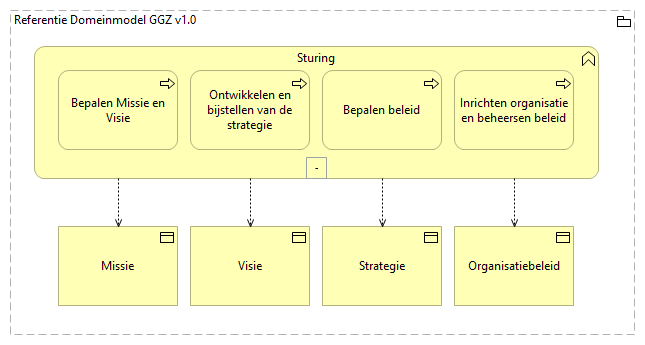 Referentie Domeinmodel GGZ v1.0
Sturing
Bepalen Missie en
Visie
Ontwikkelen en
bijstellen van de
strategie
Bepalen beleid
Inrichten organisatie
en beheersen beleid
-
Missie
Visie
Strategie
Organisatiebeleid